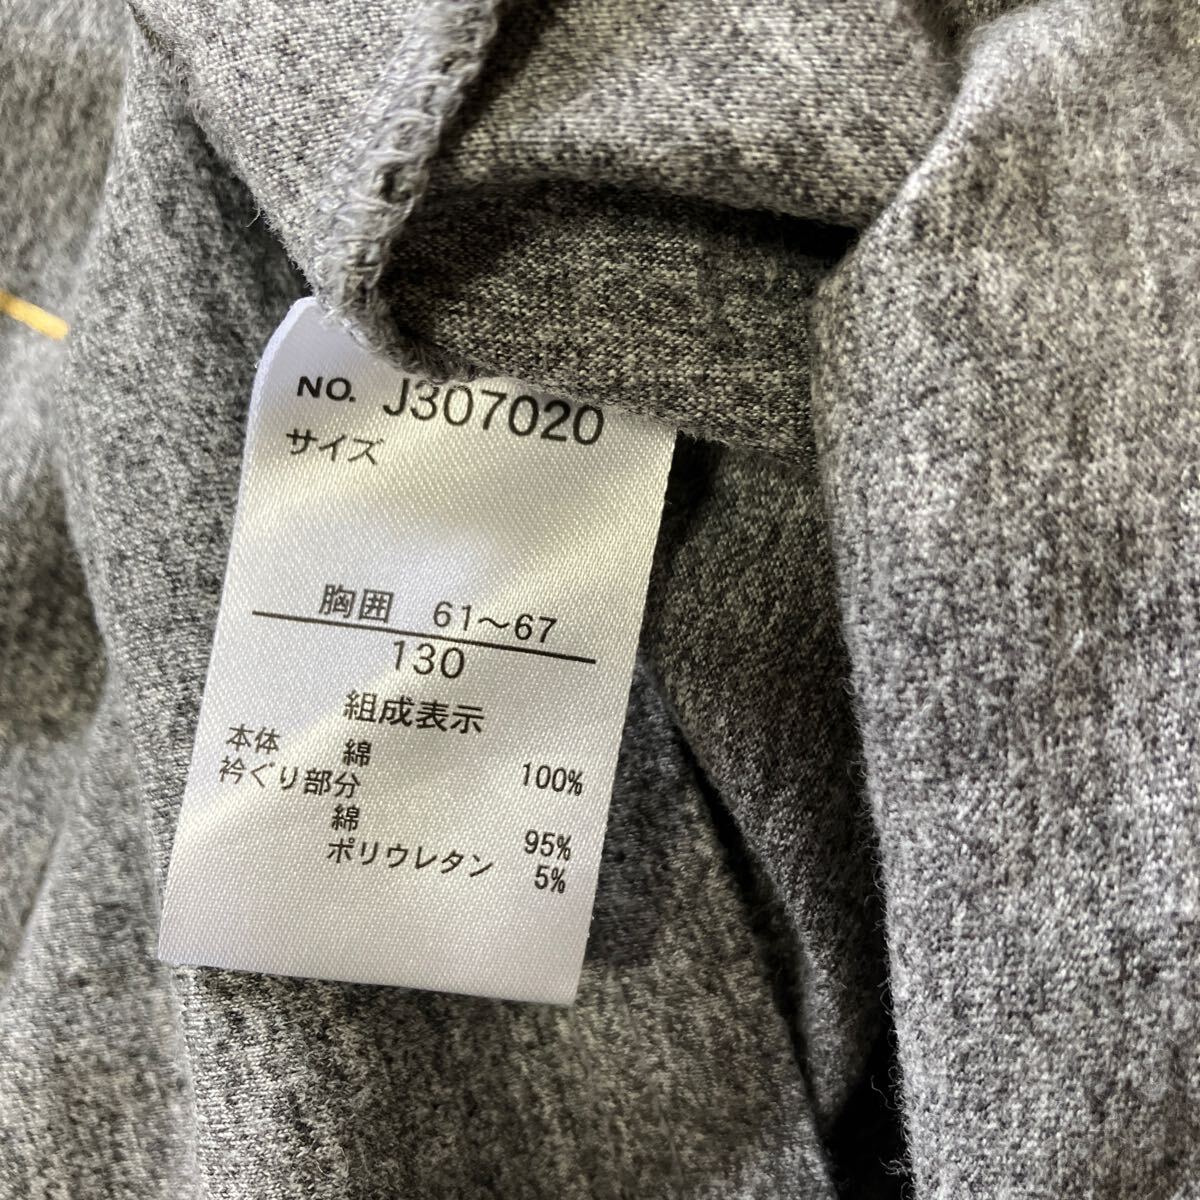 NO. J307020
サイズ
胸囲 61～67
130
組成表示
本体 綿 100%
衿ぐり部分
綿 95%
ポリウレタン 5%